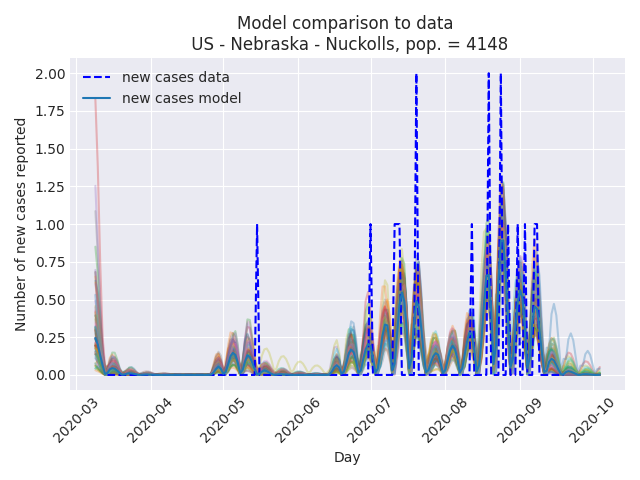 Model comparison to data
US - Nebraska - Nuckolls, pop. = 4148
new cases data
new cases model
Number of new cases reported
2.00
1.75
1.50
1.25
1.00
0.75
0.50
0.25
0.00
2020-03
2020-04
2020-05
2020-06
2020-07
2020-08
2020-09
2020-10
Day